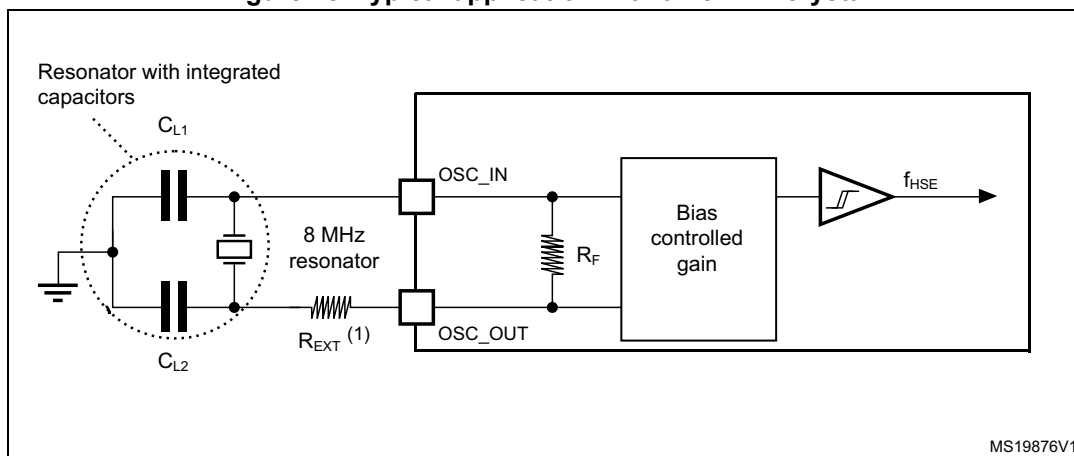 Resonator with integrated
capacitors
C_L1
OSC_IN
f_HSE
8 MHz
resonator
R_F
Bias
controlled
gain
R_EXT (1)
OSC_OUT
C_L2
MS19876V1